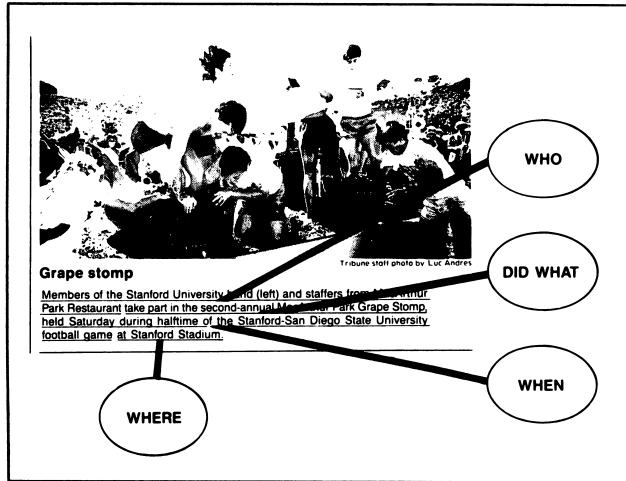 WHO
Tribune staff photo by Luc Andres
Grape stomp
DID WHAT
Members of the Stanford University (left) and staffers from
Park Restaurant take part in the second-annual Park Grape Stomp,
held Saturday during halftime of the Stanford-San Diego State University
football game at Stanford Stadium.
WHEN
WHERE